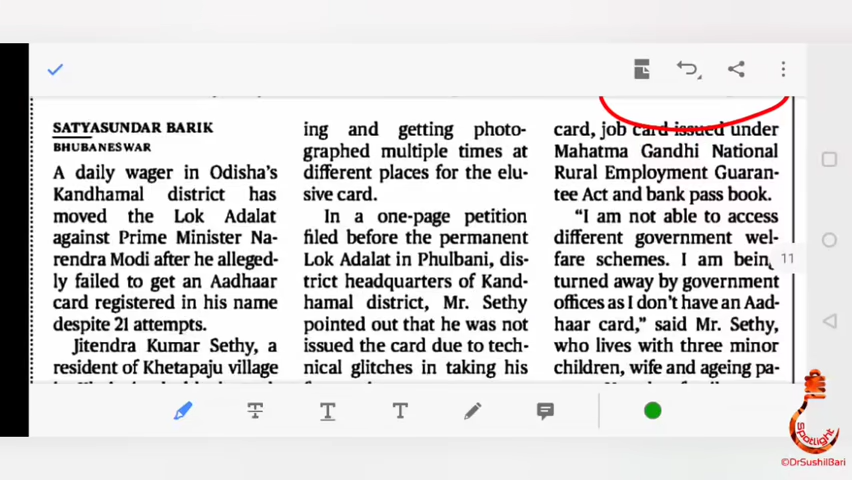 SATYASUNDAR BARIK
BHUBANESWAR
A daily wager in Odisha's
Kandhamal district has
moved the Lok Adalat
against Prime Minister Na-
rendra Modi after he alleged-
ly failed to get an Aadhaar
card registered in his name
despite 21 attempts.
Jitendra Kumar Sethy, a
resident of Khetapaju village
ing and getting photo-
graphed multiple times at
different places for the elu-
sive card.
In a one-page petition
filed before the permanent
Lok Adalat in Phulbani, dis-
trict headquarters of Kand-
hamal district, Mr. Sethy
pointed out that he was not
issued the card due to tech-
nical glitches in taking his
card, job card issued under
Mahatma Gandhi National
Rural Employment Guaran-
tee Act and bank pass book.
"I am not able to access
different government wel-
fare schemes. I am being
turned away by government
offices as I don't have an Aad-
haar card," said Mr. Sethy,
who lives with three minor
children, wife and ageing pa-
11
T
T
T
Spotlight
©DrSushilBari